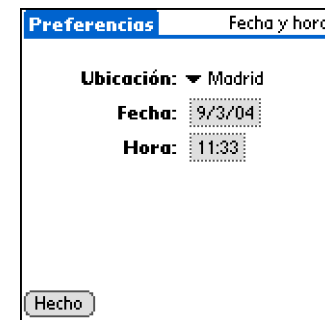 Preferencias Fecha y hora
Ubicación: Madrid
Fecha: 9/3/04
Hora: 11:33
Hecho